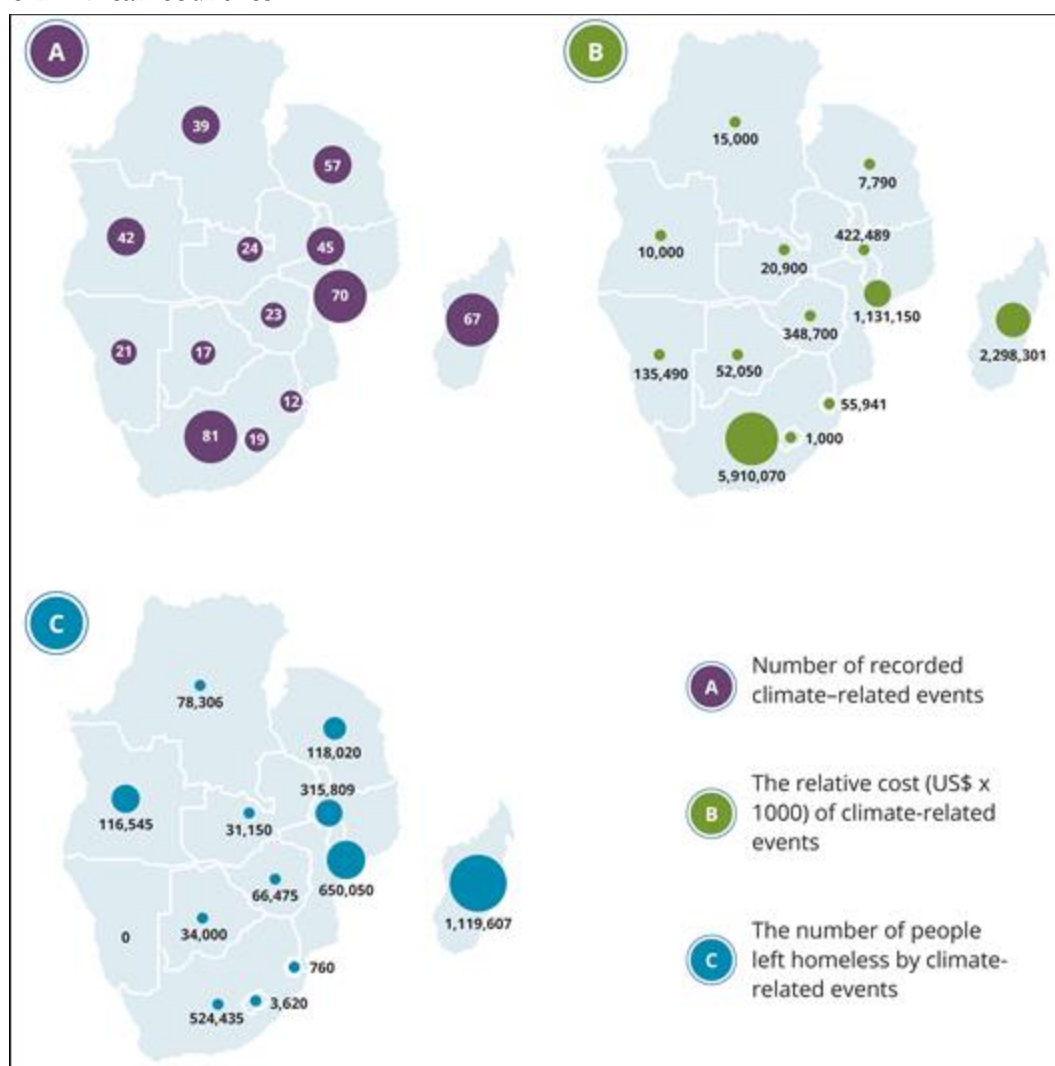 A
39
57
42
24
45
70
23
67
21
17
12
81
19
B
15,000
7,790
422,489
10,000
20,900
1,131,150
348,700
2,298,301
135,490
52,050
55,941
1,000
5,910,070
C
78,306
118,020
315,809
116,545
31,150
650,050
66,475
1,119,607
0
34,000
760
3,620
524,435
A
Number of recorded
climate–related events
B
The relative cost (US$ x
1000) of climate-related
events
C
The number of people
left homeless by climate-
related events